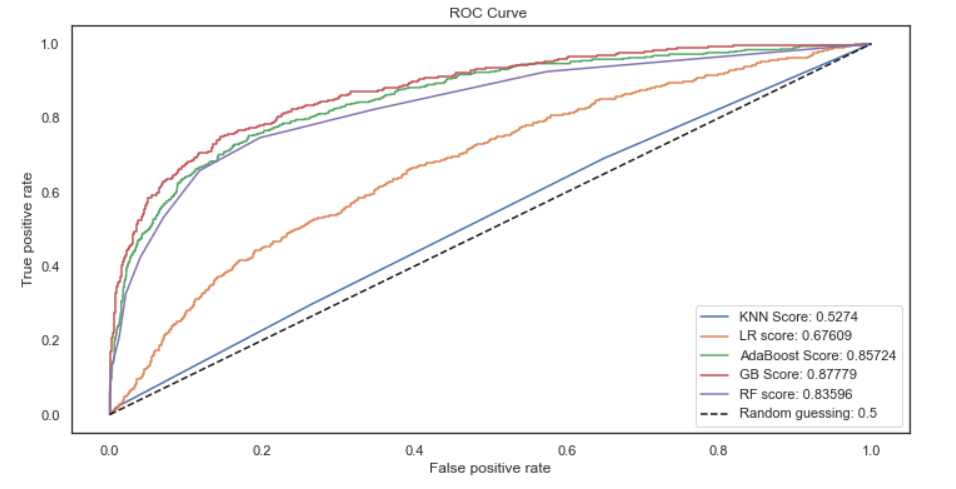 ROC Curve
1.0
0.8
0.6
0.4
0.2
0.0
True positive rate
KNN Score: 0.5274
LR score: 0.67609
AdaBoost Score: 0.85724
GB Score: 0.87779
RF score: 0.83596
Random guessing: 0.5
0.0 0.2 0.4 0.6 0.8 1.0
False positive rate